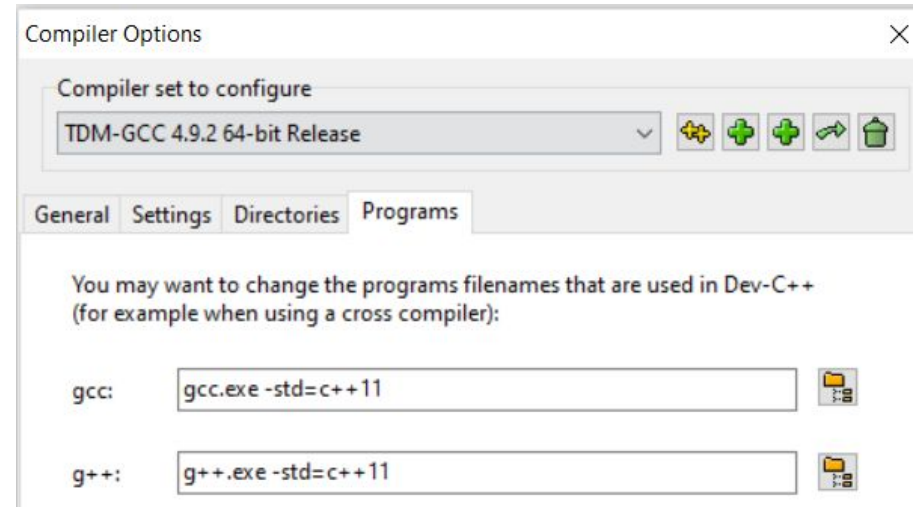 Compiler Options
Compiler set to configure
TDM-GCC 4.9.2 64-bit Release
General Settings Directories Programs
You may want to change the programs filenames that are used in Dev-C++
(for example when using a cross compiler):
gcc: gcc.exe -std=c++11
g++: g++.exe -std=c++11